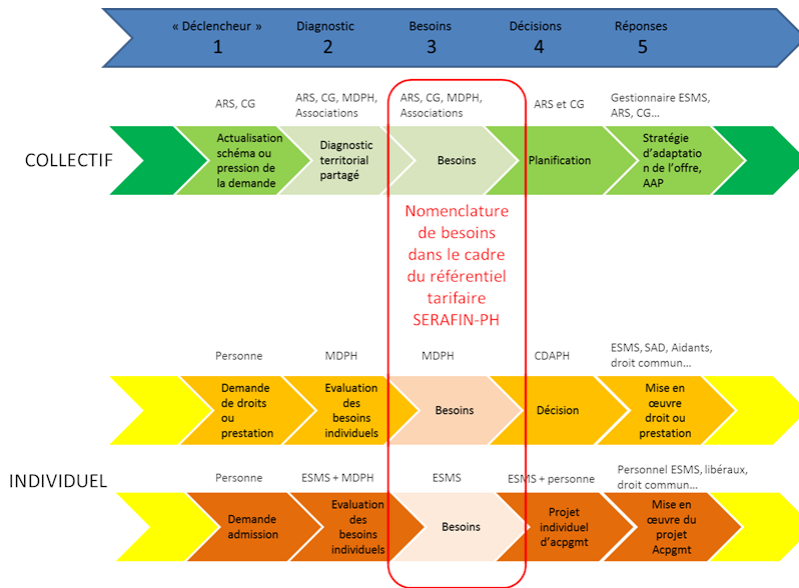 « Déclencheur » Diagnostic Besoins Décisions Réponses
1 2 3 4 5
ARS, CG
ARS, CG, MDPH,
Associations
ARS, CG, MDPH,
Associations
ARS et CG
Gestionnaire ESMS,
ARS, CG...
COLLECTIF
Actualisation
schéma ou
pression de
la demande
Diagnostic
territorial
partagé
Besoins
Planification
Stratégie
d'adaptatio
n de l'offre,
AAP
Nomenclature
de besoins
dans le cadre
du référentiel
tarifaire
SERAFIN-PH
Personne
MDPH
MDPH
CDAPH
ESMS, SAD, Aidants,
droit commun...
Demande
de droits
ou
prestation
Evaluation
des
besoins
individuels
Besoins
Décision
Mise en
œuvre
droit ou
prestation
INDIVIDUEL
Personne
ESMS + MDPH
ESMS
ESMS + personne
Personnel ESMS, libéraux,
droit commun...
Demande
admission
Evaluation
des
besoins
individuels
Besoins
Projet
individuel
d'acpgmt
Mise en
œuvre du
projet
Acpgmt